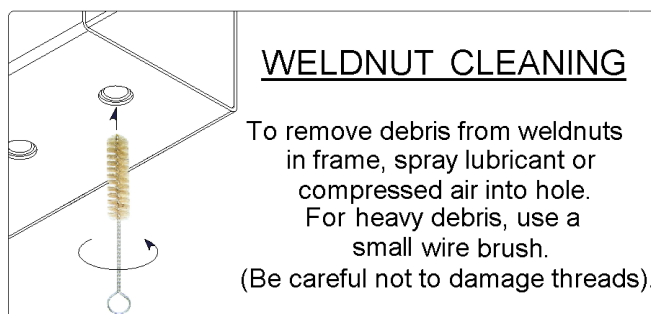 WELDNUT CLEANING
To remove debris from weldnuts
in frame, spray lubricant or
compressed air into hole.
For heavy debris, use a
small wire brush.
(Be careful not to damage threads).